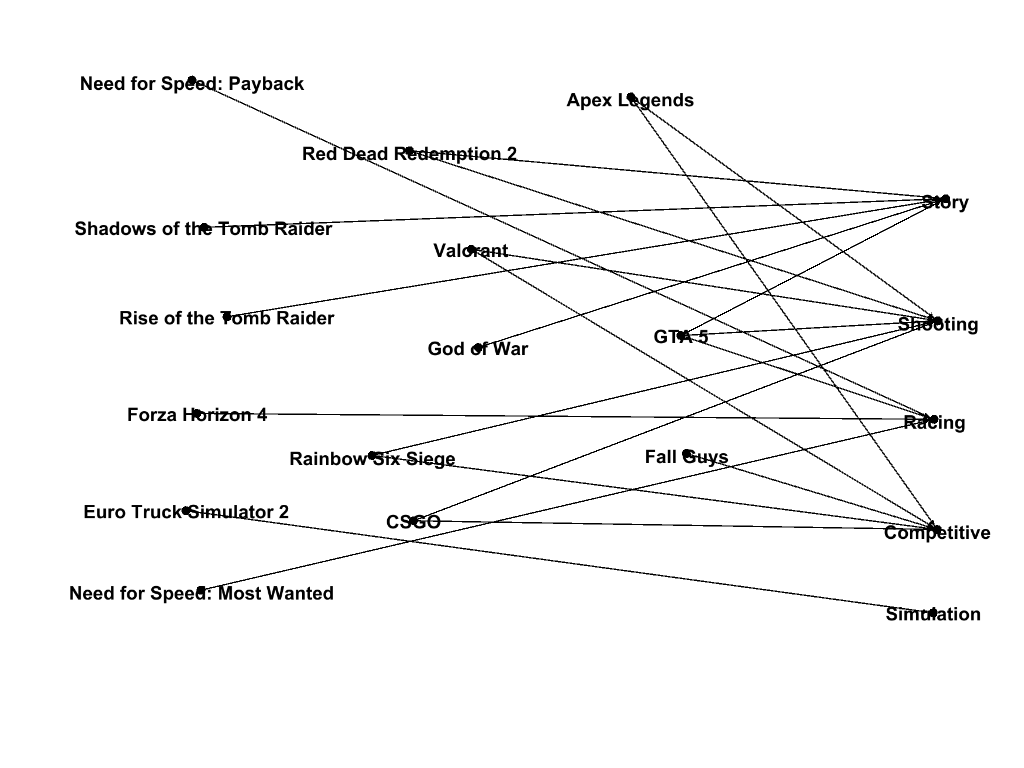 Need for Speed: Payback
Apex Legends
Red Dead Redemption 2
Story
Shadows of the Tomb Raider
Valorant
Rise of the Tomb Raider
Shooting
GTA 5
God of War
Forza Horizon 4
Racing
Rainbow Six Siege
Fall Guys
Euro Truck Simulator 2
CSGO
Competitive
Need for Speed: Most Wanted
Simulation